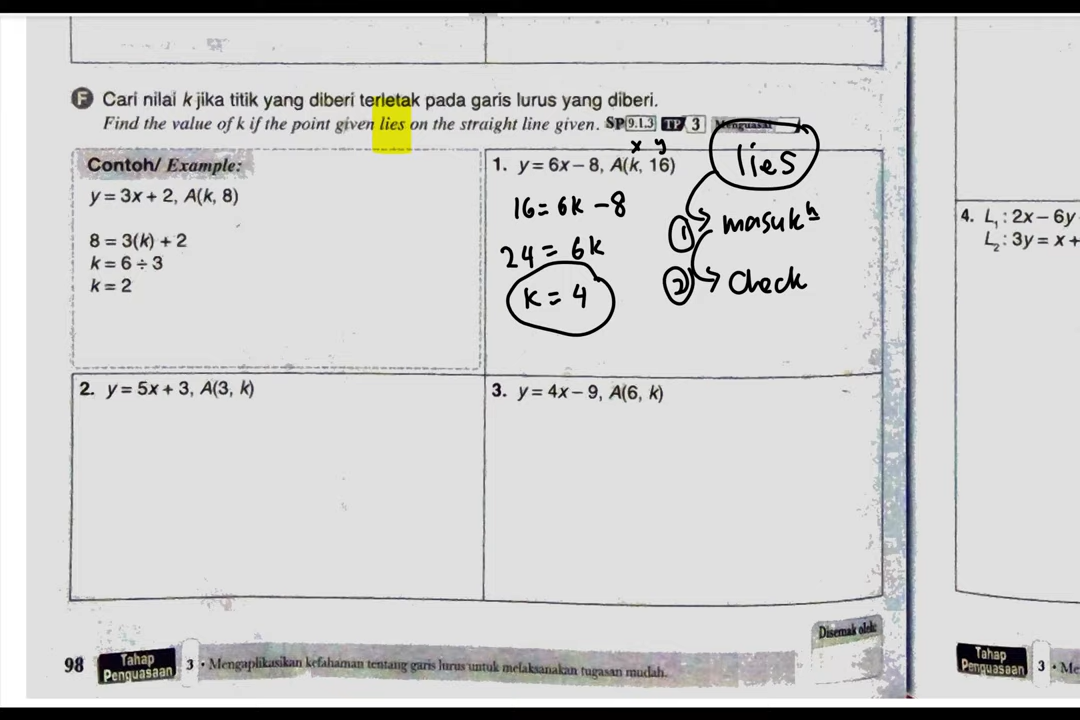 F Cari nilai k jika titik yang diberi terletak pada garis lurus yang diberi.
Find the value of k if the point given lies on the straight line given. SP 9.1.3 TP 3 Menguasai
Contoh/ Example:
y = 3x + 2, A(k, 8)
8 = 3(k) + 2
k = 6 ÷ 3
k = 2
x y
1. y = 6x – 8, A(k, 16)
16 = 6k – 8
24 = 6k
k = 4
lies
1 masuk
2 Check
2. y = 5x + 3, A(3, k)
3. y = 4x – 9, A(6, k)
Disemak oleh:
98 Tahap Penguasaan 3 • Mengaplikasikan kefahaman tentang garis lurus untuk melaksanakan tugasan mudah.
4. L₁ : 2x – 6y
L₂ : 3y = x +
Tahap Penguasaan 3 • Me